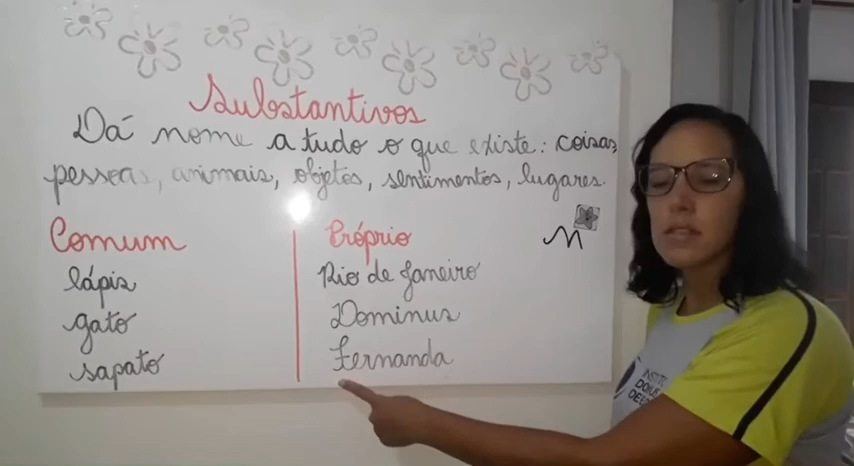 Substantivos
Dá nome a tudo o que existe: coisas,
pessoas, animais, objetos, sentimentos, lugares.
Comum
lápis
gato
sapato
Próprio
Rio de Janeiro
Dominus
Fernanda
M
INSTIT